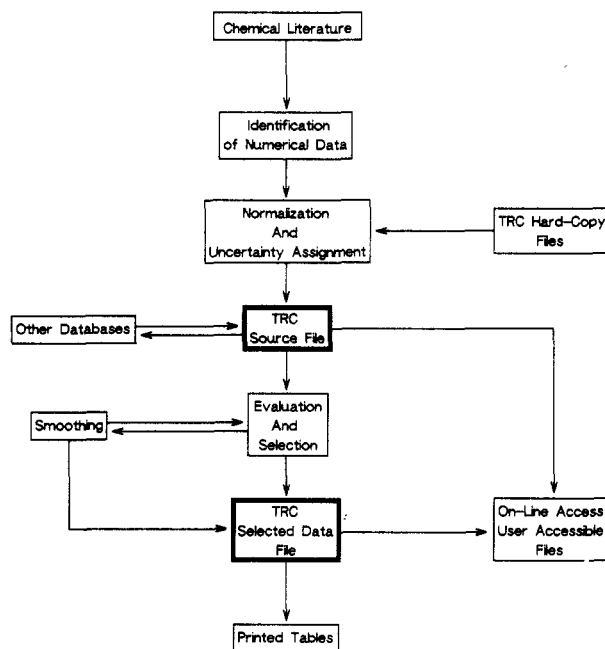 Chemical Literature
Identification
of Numerical Data
Normalization
And
Uncertainty Assignment
TRC Hard-Copy
Files
Other Databases
TRC
Source File
Evaluation
And
Selection
Smoothing
TRC
Selected Data
File
On-Line Access
User Accessible
Files
Printed Tables